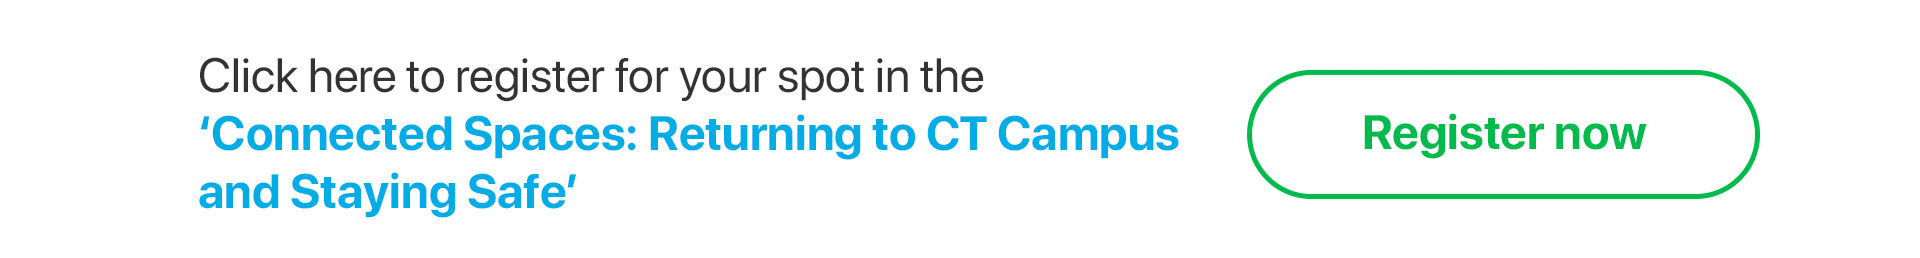 Click here to register for your spot in the
‘Connected Spaces: Returning to CT Campus
and Staying Safe’
Register now